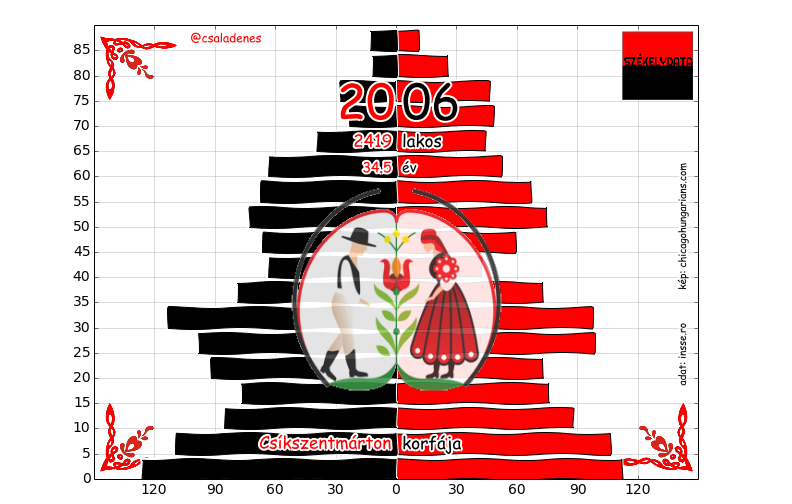 @csaladenes
SZÉKELYDATA
2006
2419 lakos
34.5 év
kép: chicagohungarians.com
adat: insse.ro
Csíkszentmárton korfája
85
80
75
70
65
60
55
50
45
40
35
30
25
20
15
10
5
0
120 90 60 30 0 30 60 90 120